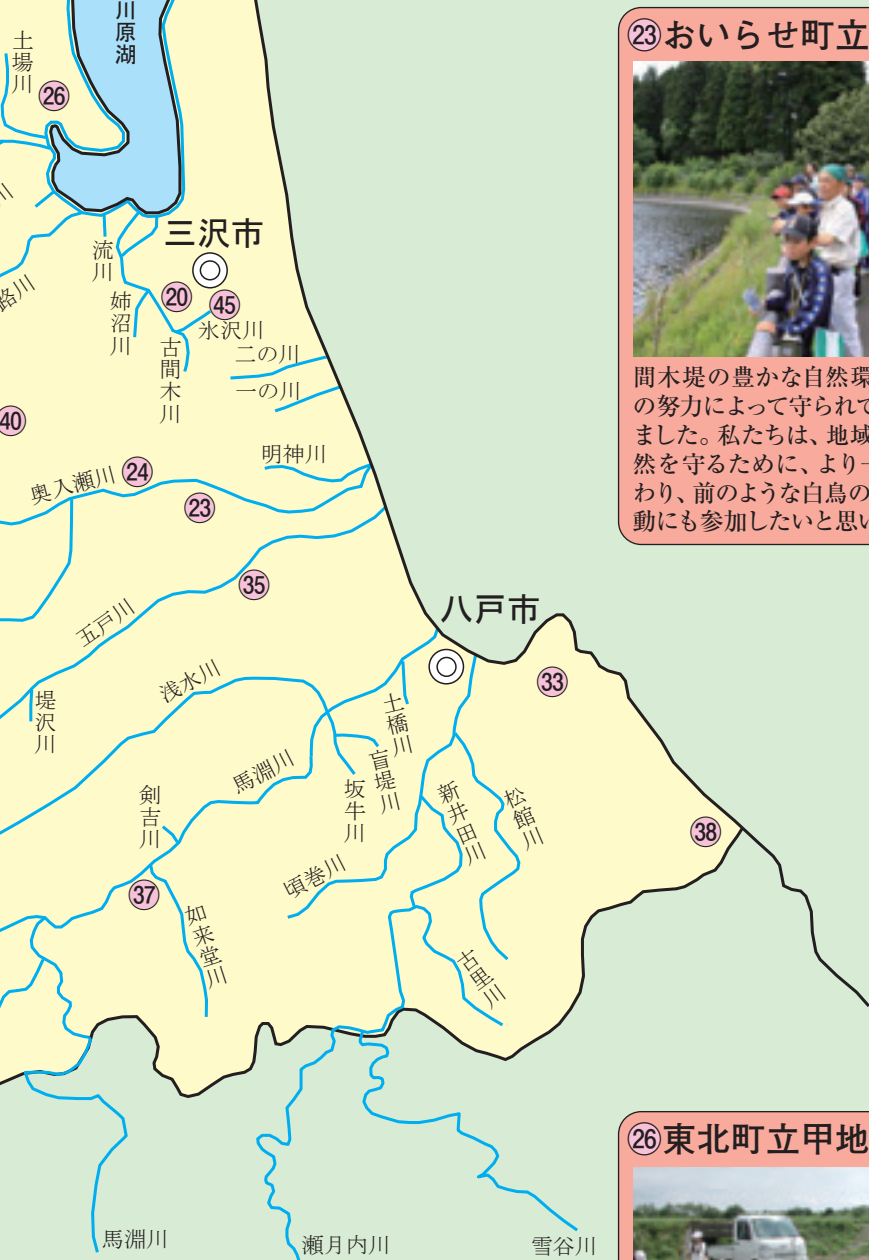 川原湖
土場川
26
川
路川
流川
三沢市
姉沼川
20
45
氷沢川
古間木川
二の川
一の川
40
明神川
奥入瀬川
24
23
35
五戸川
八戸市
浅水川
33
堤沢川
土橋川
盲堤川
馬淵川
坂牛川
新井田川
松館川
剣吉川
38
頃巻川
37
如来堂川
古里川
馬淵川
瀬月内川
雪谷川
23おいらせ町立
間木堤の豊かな自然環
の努力によって守られて
ました。私たちは、地域
然を守るために、より一
わり、前のような白鳥の
動にも参加したいと思い
26東北町立甲地